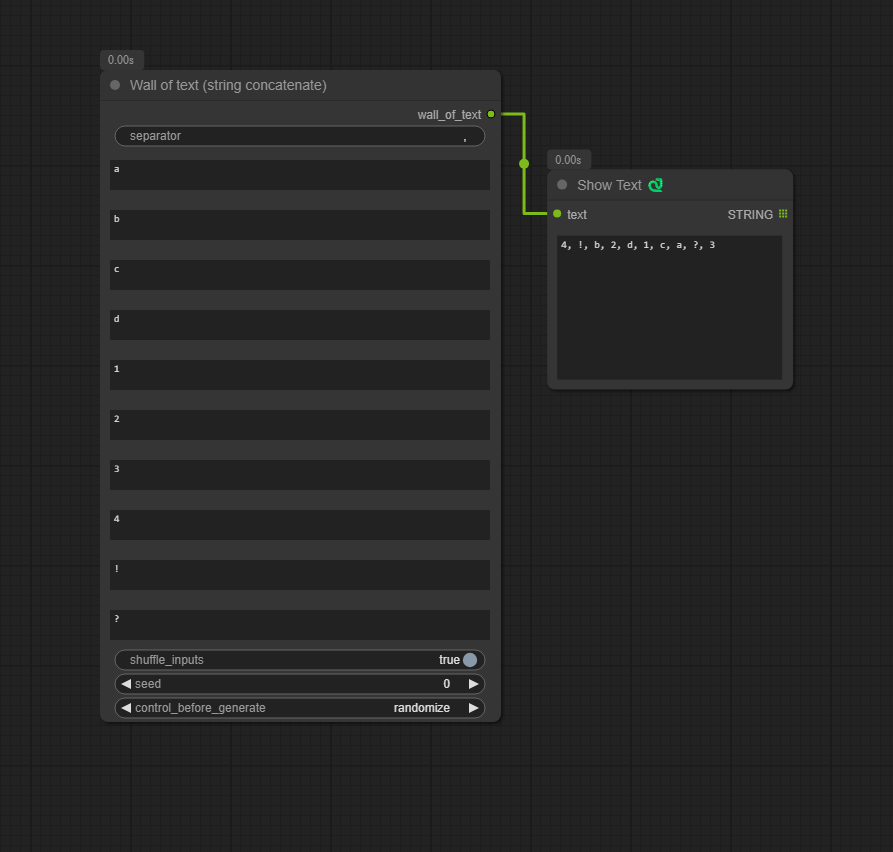 0.00s
Wall of text (string concatenate)
wall_of_text
separator ,
a
b
c
d
1
2
3
4
!
?
shuffle_inputs true
seed 0
control_before_generate randomize
0.00s
Show Text
text STRING
4, !, b, 2, d, 1, c, a, ?, 3